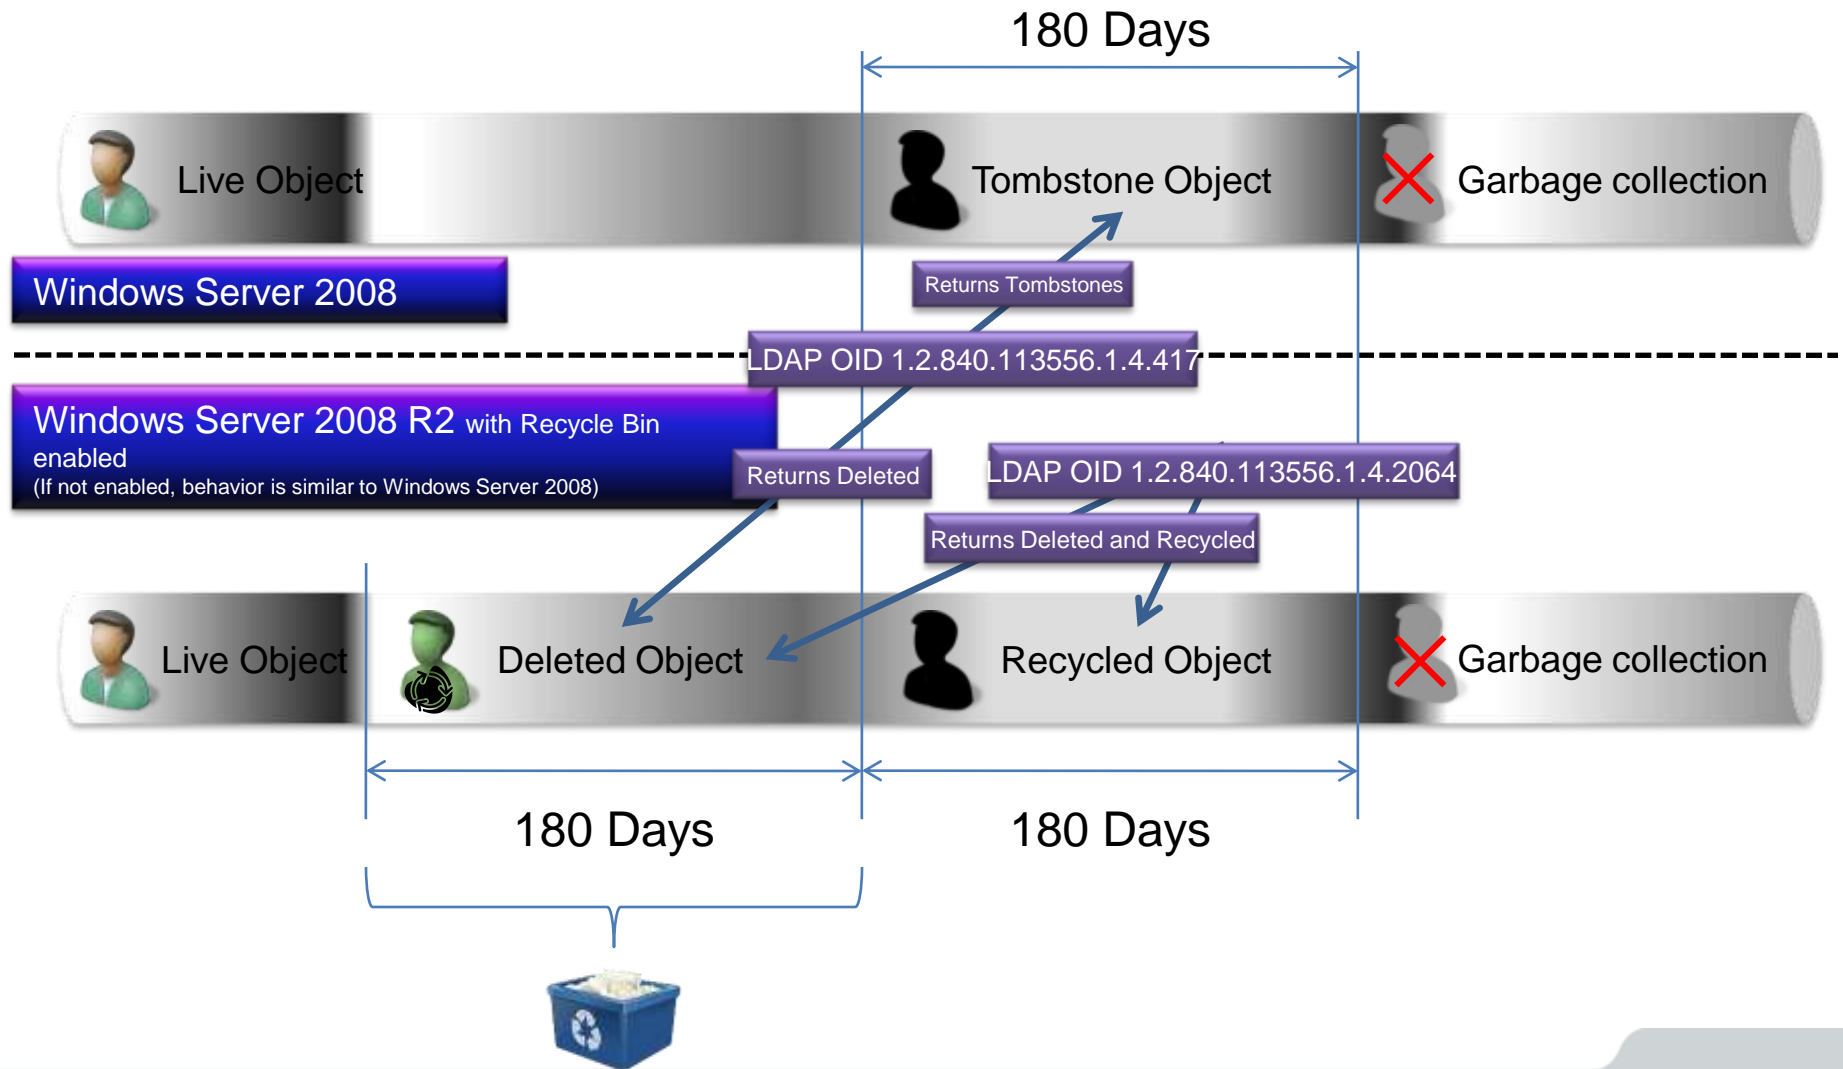 180 Days
Live Object
Tombstone Object
Garbage collection
Windows Server 2008
Returns Tombstones
LDAP OID 1.2.840.113556.1.4.417
Windows Server 2008 R2 with Recycle Bin
enabled
(If not enabled, behavior is similar to Windows Server 2008)
Returns Deleted
LDAP OID 1.2.840.113556.1.4.2064
Returns Deleted and Recycled
Live Object
Deleted Object
Recycled Object
Garbage collection
180 Days
180 Days